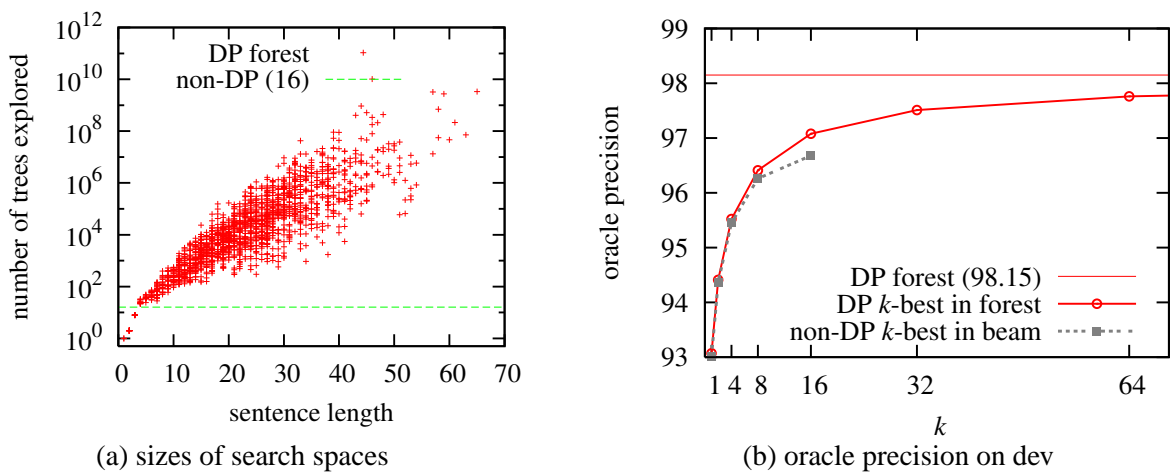 10^12
10^10
10^8
10^6
10^4
10^2
10^0
number of trees explored
DP forest
non-DP (16)
0 10 20 30 40 50 60 70
sentence length
(a) sizes of search spaces
99
98
97
96
95
94
93
oracle precision
DP forest (98.15)
DP k-best in forest
non-DP k-best in beam
1 4 8 16 32 64
k
(b) oracle precision on dev